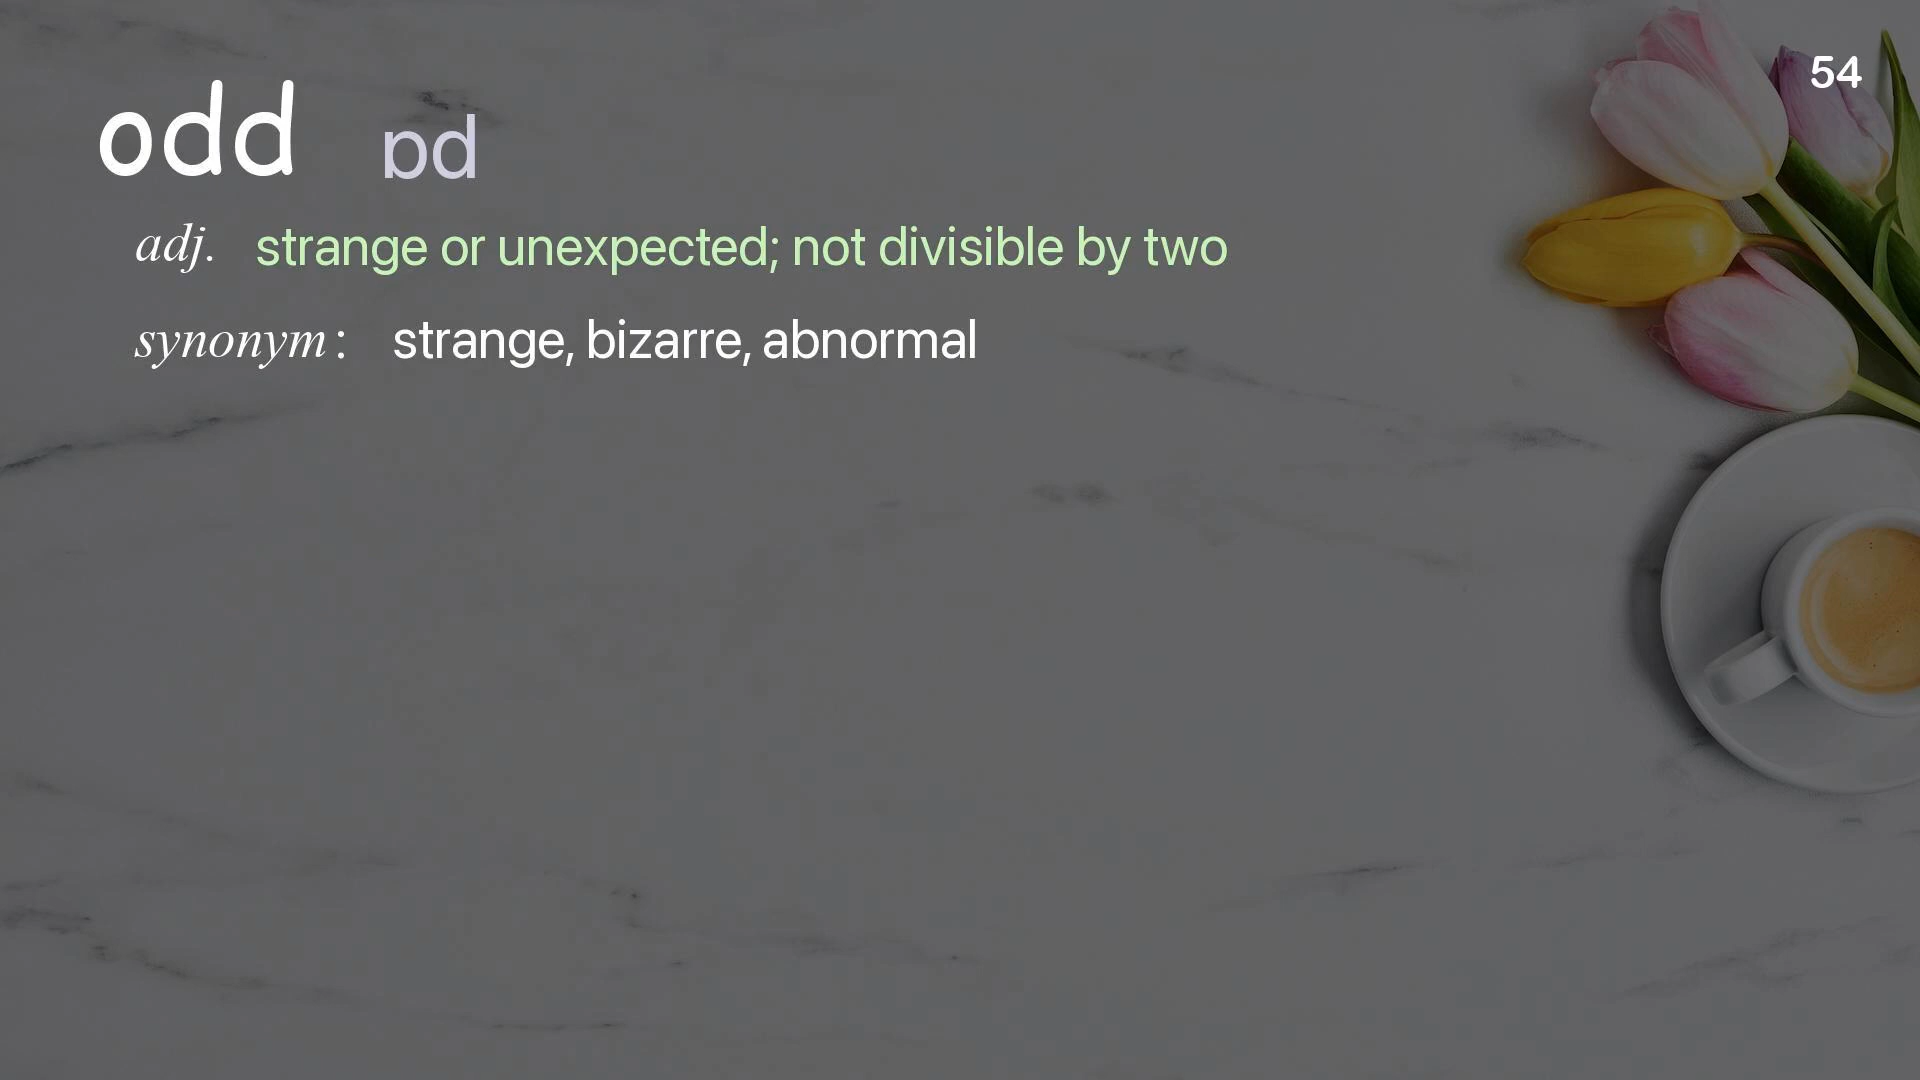 54
odd ɒd
adj. strange or unexpected; not divisible by two
synonym: strange, bizarre, abnormal